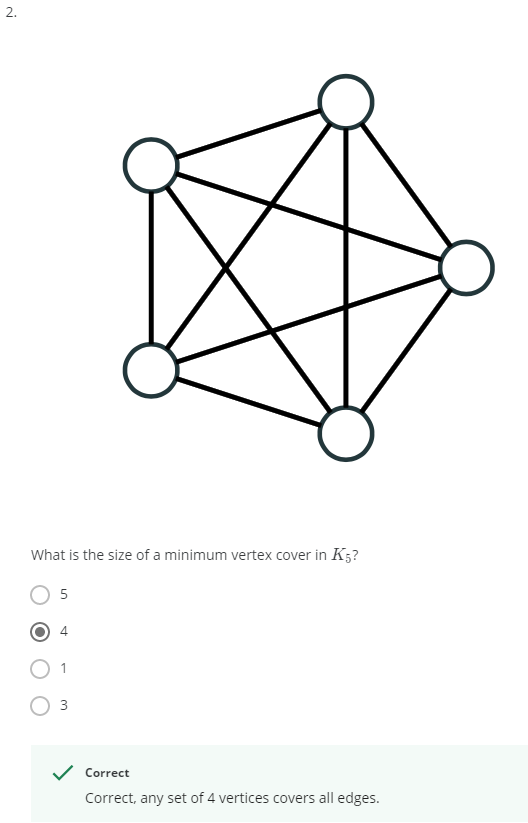 2.
What is the size of a minimum vertex cover in K₅?
5
4
1
3
Correct
Correct, any set of 4 vertices covers all edges.